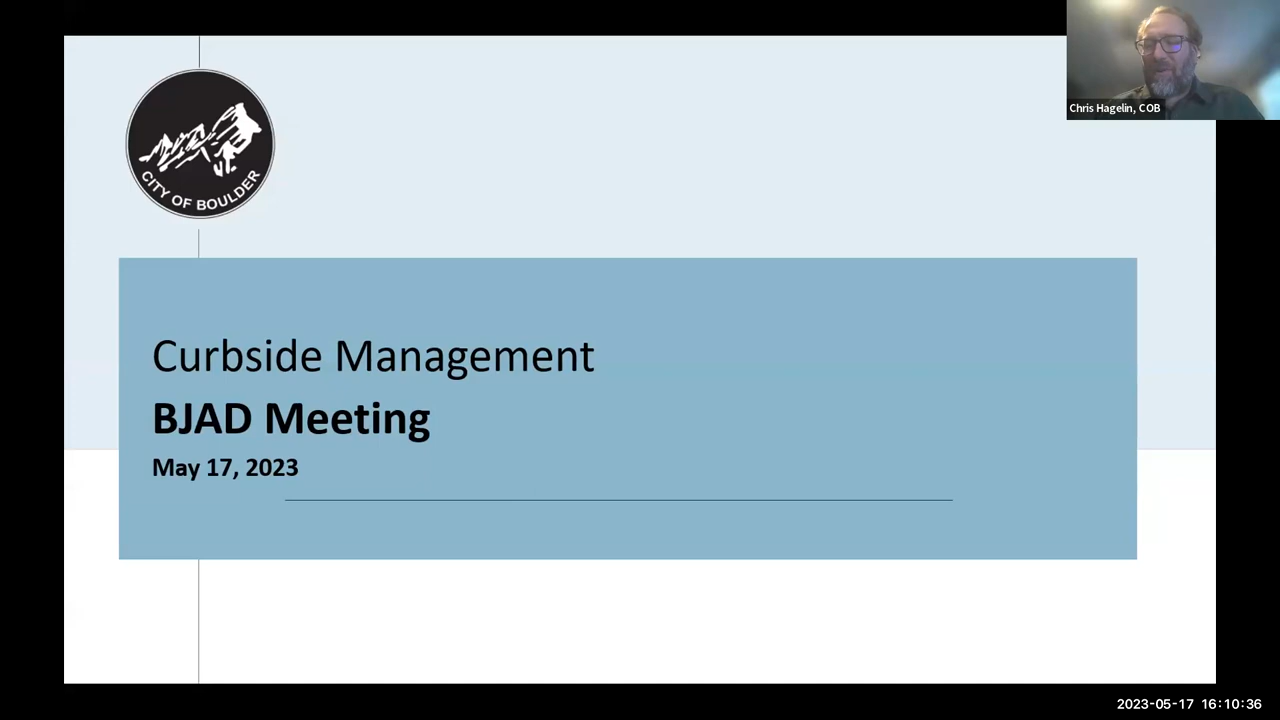 Chris Hagelin, COB
CITY OF BOULDER
Curbside Management
BJAD Meeting
May 17, 2023
2023-05-17 16:10:36